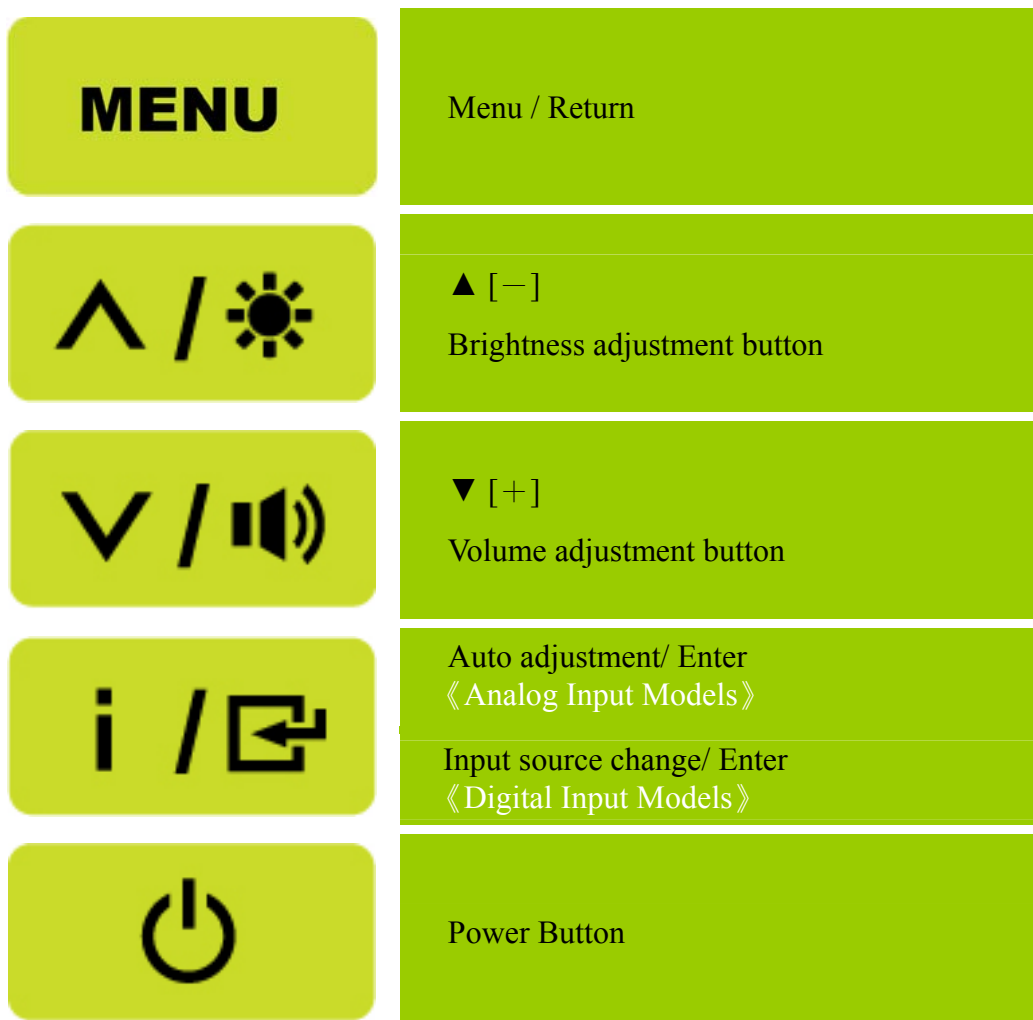 MENU
Menu / Return
/
▲ [－]
Brightness adjustment button
/
▼ [＋]
Volume adjustment button
i /
Auto adjustment/ Enter
《Analog Input Models》
Input source change/ Enter
《Digital Input Models》
Power Button